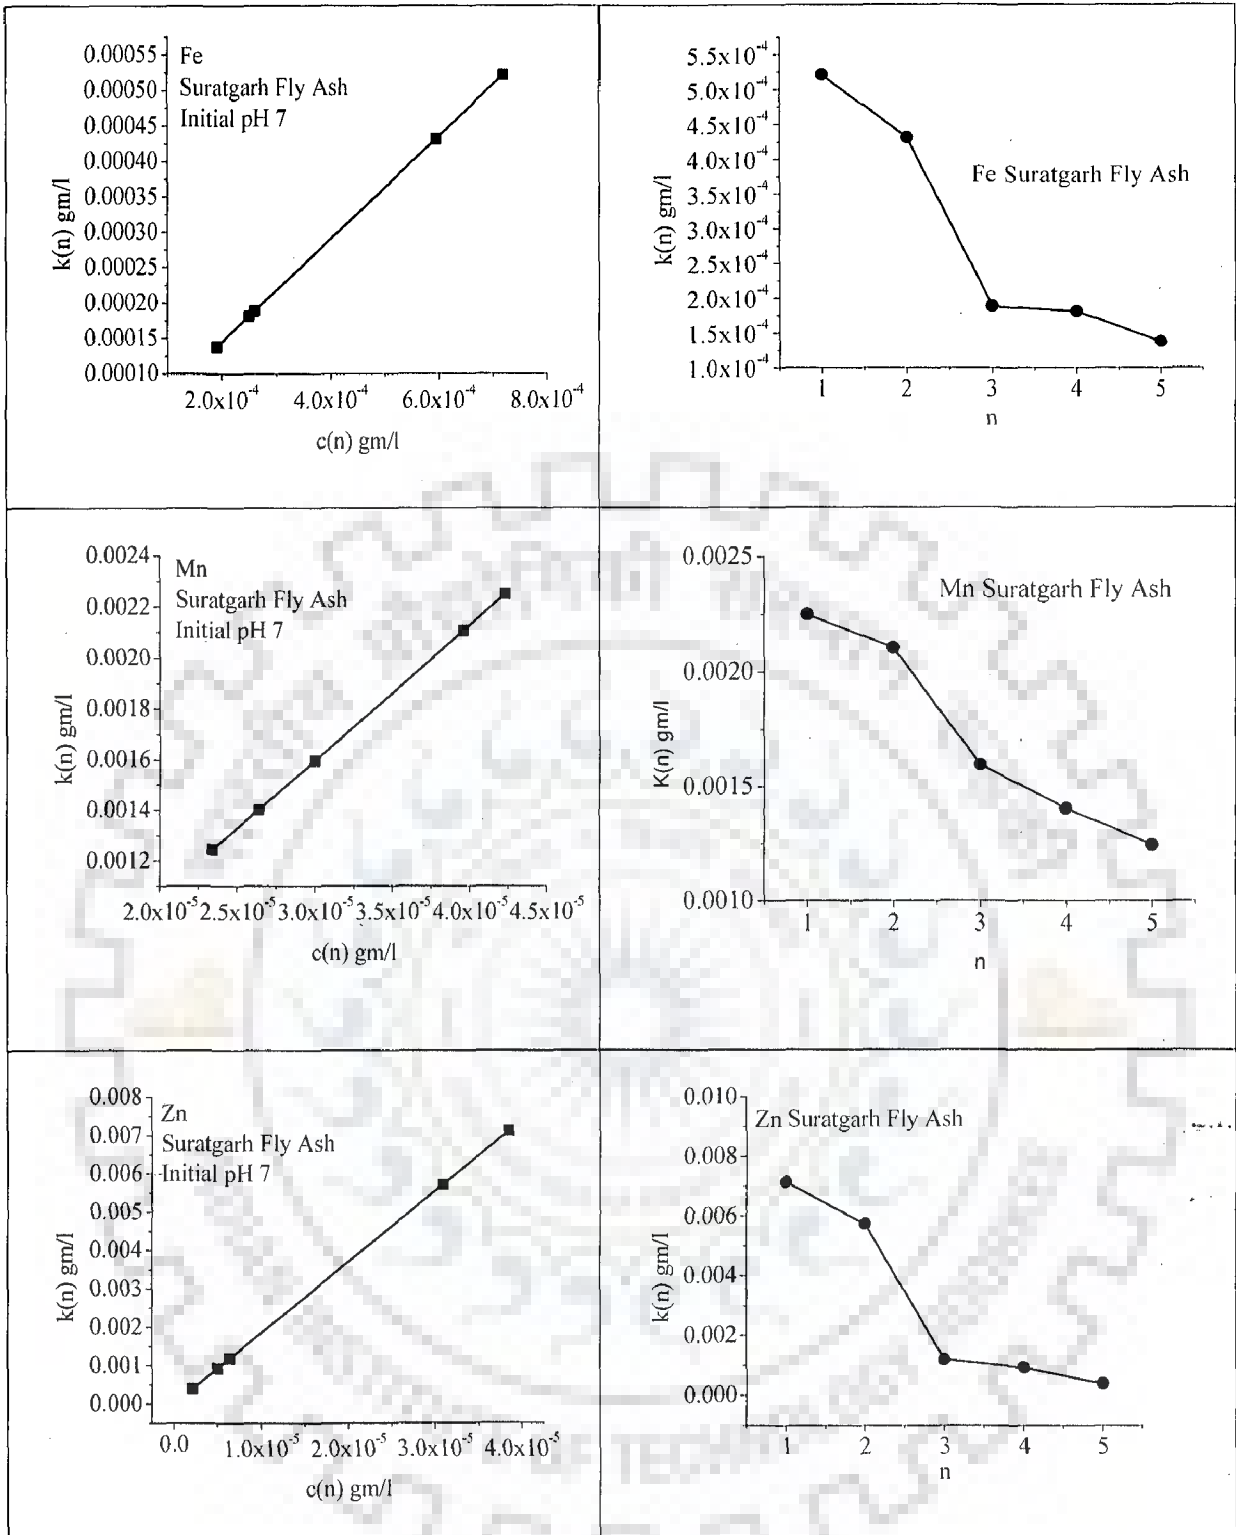 0.00055
0.00050
0.00045
0.00040
0.00035
0.00030
0.00025
0.00020
0.00015
0.00010
k(n) gm/l
Fe
Suratgarh Fly Ash
Initial pH 7
2.0x10⁻⁴ 4.0x10⁻⁴ 6.0x10⁻⁴ 8.0x10⁻⁴
c(n) gm/l
5.5x10⁻⁴
5.0x10⁻⁴
4.5x10⁻⁴
4.0x10⁻⁴
3.5x10⁻⁴
3.0x10⁻⁴
2.5x10⁻⁴
2.0x10⁻⁴
1.5x10⁻⁴
1.0x10⁻⁴
k(n) gm/l
Fe Suratgarh Fly Ash
1 2 3 4 5
n
0.0024
0.0022
0.0020
0.0018
0.0016
0.0014
0.0012
k(n) gm/l
Mn
Suratgarh Fly Ash
Initial pH 7
2.0x10⁻⁵ 2.5x10⁻⁵ 3.0x10⁻⁵ 3.5x10⁻⁵ 4.0x10⁻⁵ 4.5x10⁻⁵
c(n) gm/l
0.0025
0.0020
0.0015
0.0010
K(n) gm/l
Mn Suratgarh Fly Ash
1 2 3 4 5
n
0.008
0.007
0.006
0.005
0.004
0.003
0.002
0.001
0.000
k(n) gm/l
Zn
Suratgarh Fly Ash
Initial pH 7
0.0 1.0x10⁻⁵ 2.0x10⁻⁵ 3.0x10⁻⁵ 4.0x10⁻⁵
c(n) gm/l
0.010
0.008
0.006
0.004
0.002
0.000
k(n) gm/l
Zn Suratgarh Fly Ash
1 2 3 4 5
n